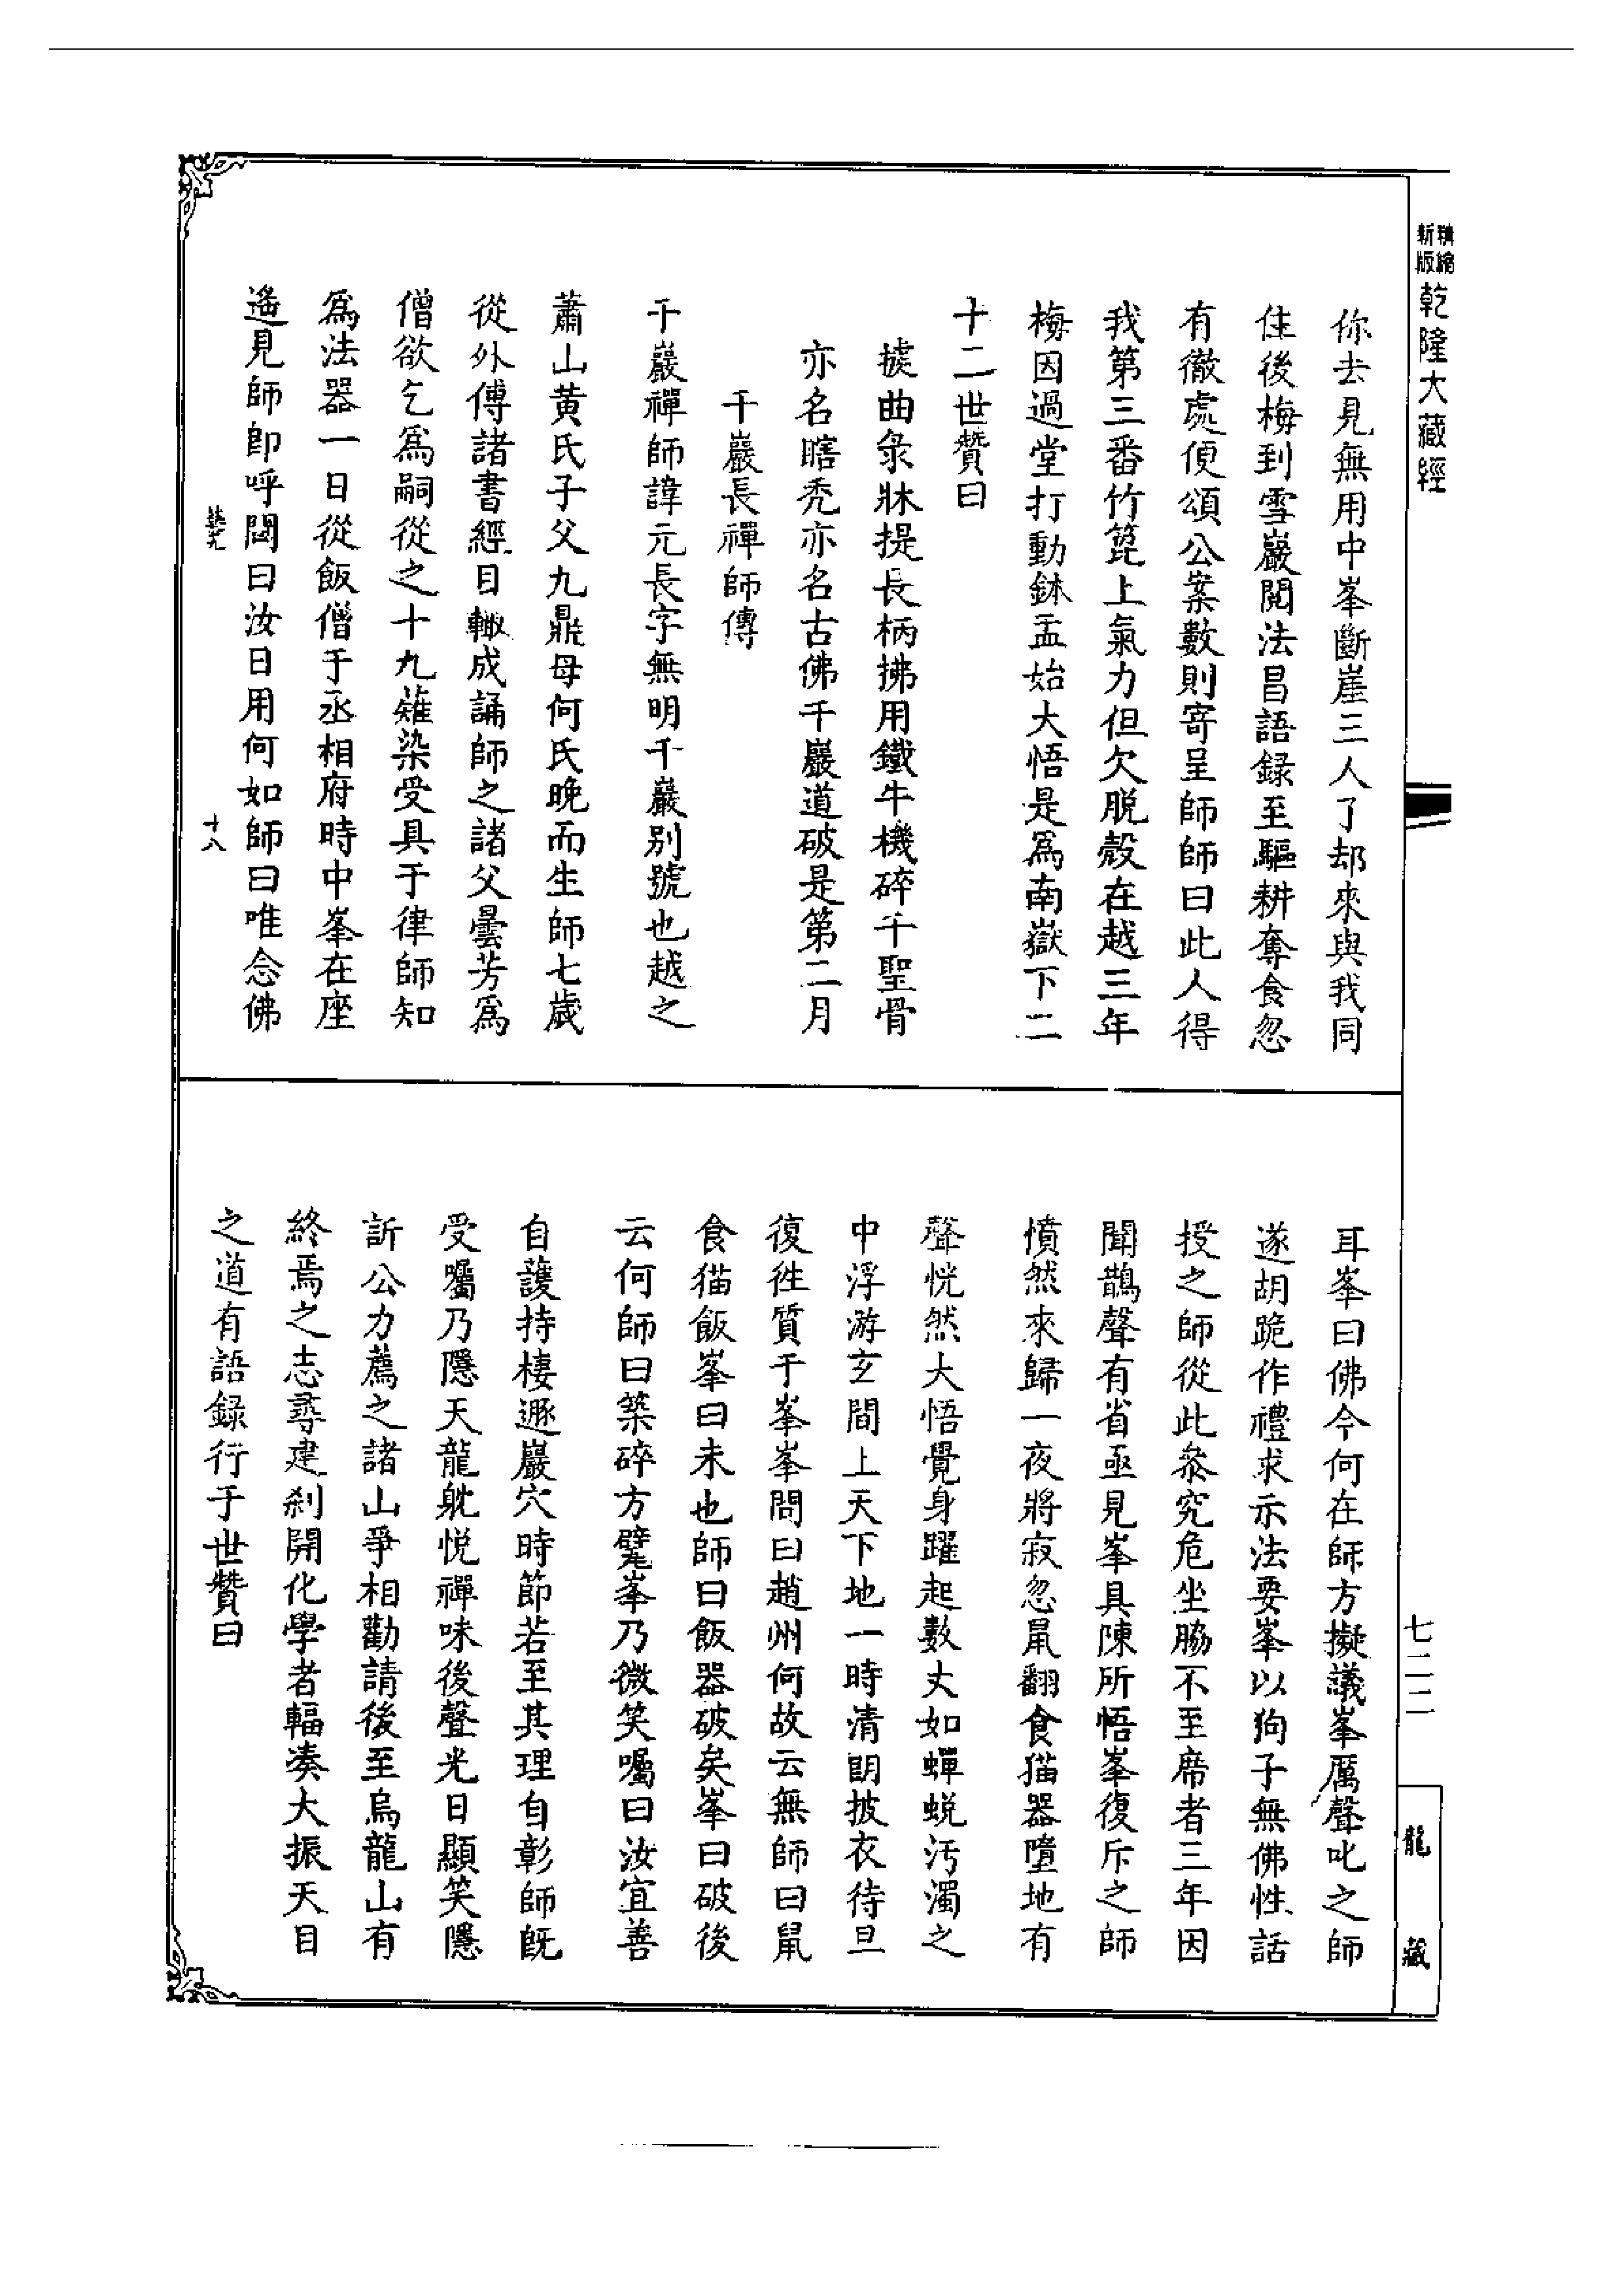 精縮
新版
乾隆大藏經
你去見無用中峯斷崖三人了却來與我同
住後梅到雪巖閱法昌語録至驅耕奪食忽
有徹處便頌公案數則寄呈師師曰此人得
我第三番竹箆上氣力但欠脱殼在越三年
梅因過堂打動鉢盂始大悟是爲南嶽下二
十二世贊曰
據曲彔牀提長柄拂用鐵牛機碎千聖骨
亦名瞎禿亦名古佛千巖道破是第二月
千巖長禪師傳
千巖禪師諱元長字無明千巖别號也越之
蕭山黄氏子父九鼎母何氏晚而生師七歲
從外傅諸書經目輙成誦師之諸父曇芳爲
僧欲乞爲嗣從之十九薙染受具于律師知
爲法器一日從飯僧于丞相府時中峯在座
遙見師即呼問曰汝日用何如師曰唯念佛
十八
耳峯曰佛今何在師方擬議峯厲聲叱之師
遂胡跪作禮求示法要峯以狗子無佛性話
授之師從此叅究危坐脇不至席者三年因
聞鵲聲有省亟見峯具陳所悟峯復斥之師
憤然來歸一夜將寂忽鼠翻食猫器墮地有
聲恍然大悟覺身躍起數丈如蟬蜕汚濁之
中浮游玄間上天下地一時清朗披衣待旦
復徃質于峯峯問曰趙州何故云無師曰鼠
食猫飯峯曰未也師曰飯器破矣峯曰破後
云何師曰築碎方甓峯乃微笑囑曰汝宜善
自護持棲遯巖穴時節若至其理自彰師既
受囑乃隱天龍躭悦禪味後聲光日顯笑隱
訢公力薦之諸山爭相勸請後至烏龍山有
終焉之志尋建刹開化學者輻湊大振天目
之道有語録行于世贊曰
七二二
龍藏